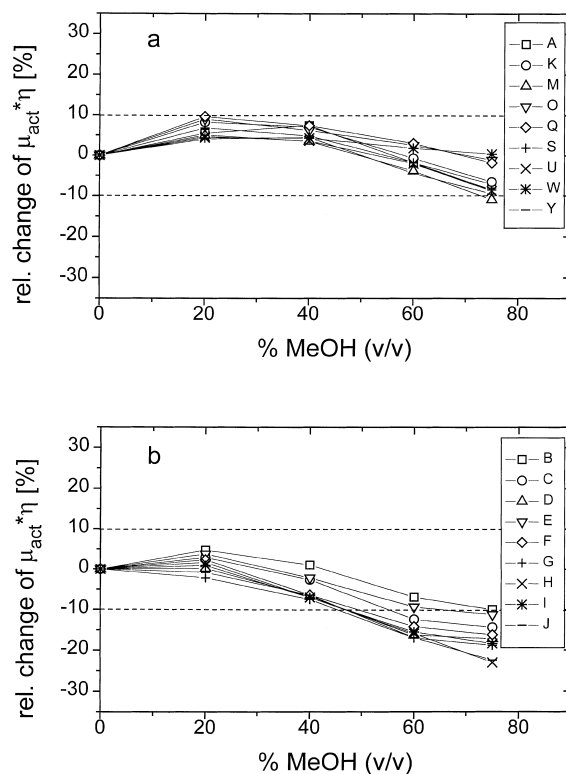 a
rel. change of μact*η [%]
30
20
10
0
-10
-20
-30
0
20
40
60
80
% MeOH (v/v)
A
K
M
O
Q
S
U
W
Y
b
rel. change of μact*η [%]
30
20
10
0
-10
-20
-30
0
20
40
60
80
% MeOH (v/v)
B
C
D
E
F
G
H
I
J